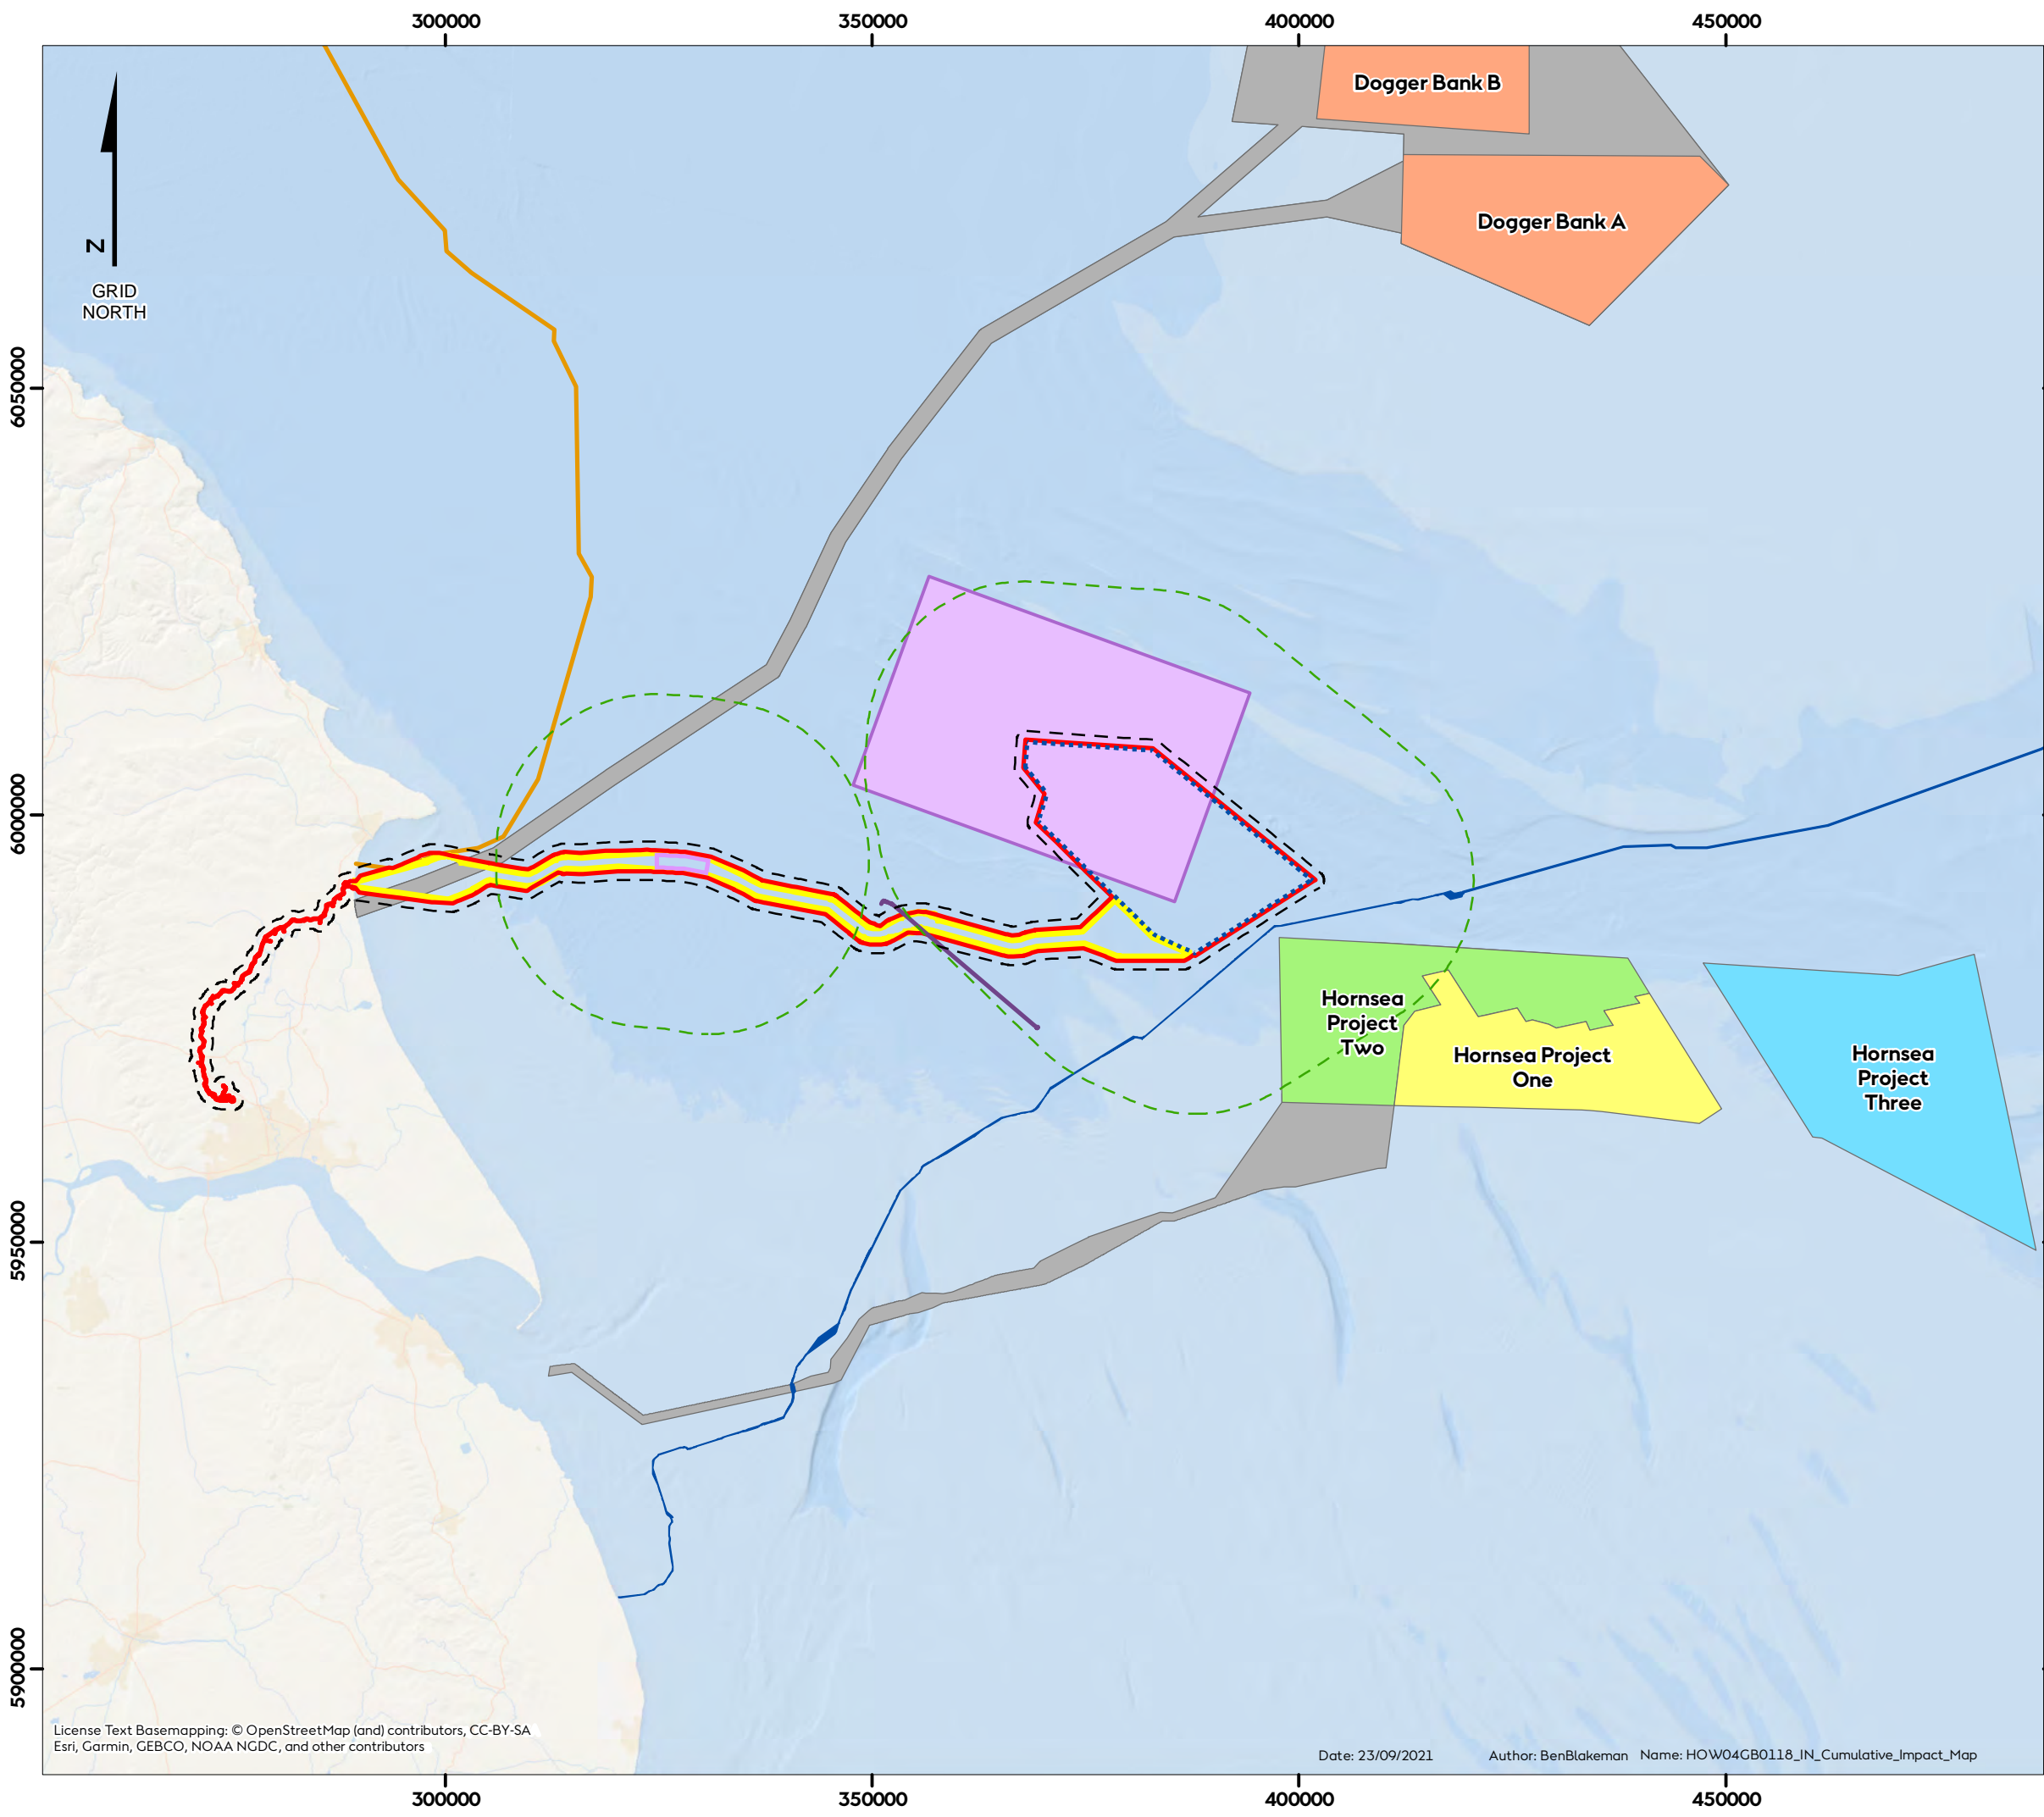 300000
350000
400000
450000
Dogger Bank B
Dogger Bank A
N
GRID
NORTH
6050000
6000000
5950000
5900000
Hornsea
Project
Two
Hornsea Project
One
Hornsea
Project
Three
License Text Basemapping: © OpenStreetMap (and) contributors, CC-BY-SA
Esri, Garmin, GEBCO, NOAA NGDC, and other contributors
Date: 23/09/2021 Author: BenBlakeman Name: HOW04GB0118_IN_Cumulative_Impact_Map
300000
350000
400000
450000